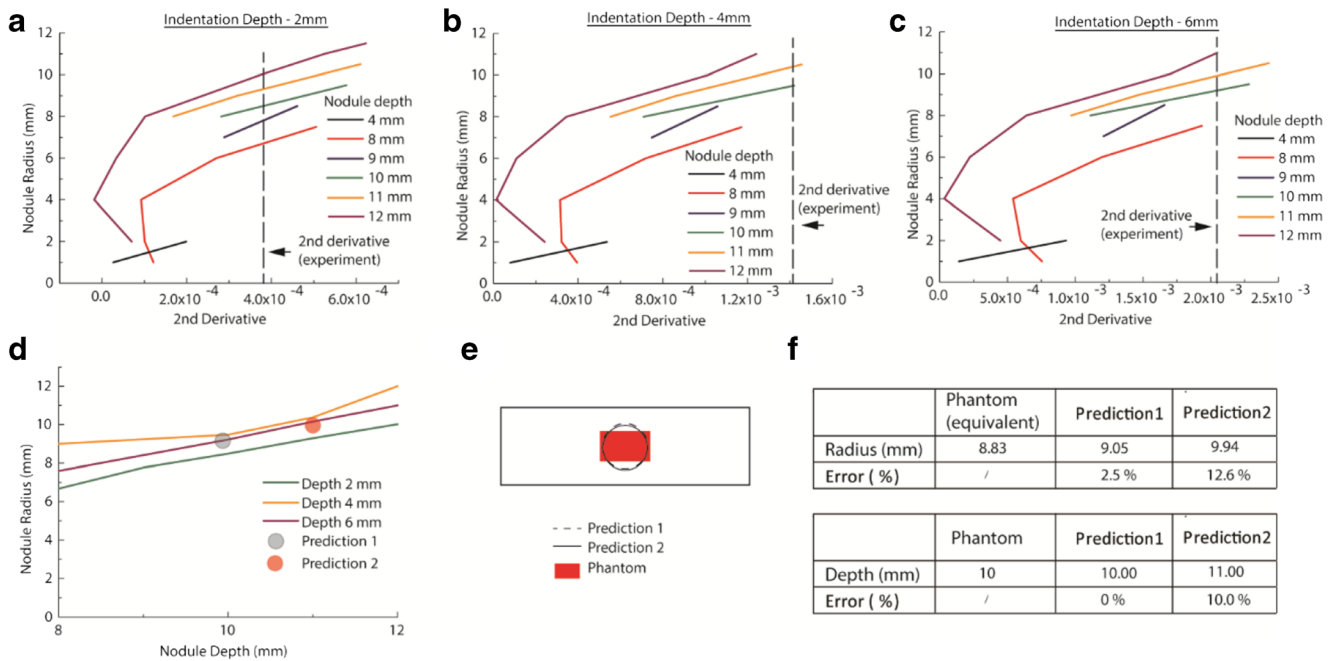 a
Indentation Depth - 2mm
12
10
8
6
4
2
0
Nodule Radius (mm)
Nodule depth
4 mm
8 mm
9 mm
10 mm
11 mm
12 mm
2nd derivative
(experiment)
0.0
2.0x10 -4
4.0x10 -4
6.0x10 -4
2nd Derivative
b
Indentation Depth - 4mm
12
10
8
6
4
2
0
Nodule Radius (mm)
Nodule depth
4 mm
8 mm
9 mm
10 mm
11 mm
12 mm
2nd derivative
(experiment)
0.0
4.0x10 -4
8.0x10 -4
1.2x10 -3
1.6x10 -3
2nd Derivative
c
Indentation Depth - 6mm
12
10
8
6
4
2
0
Nodule Radius (mm)
Nodule depth
4 mm
8 mm
9 mm
10 mm
11 mm
12 mm
2nd derivative
(experiment)
0.0
5.0x10 -4
1.0x10 -3
1.5x10 -3
2.0x10 -3
2.5x10 -3
2nd Derivative
d
12
10
8
6
4
2
0
Nodule Radius (mm)
Depth 2 mm
Depth 4 mm
Depth 6 mm
Prediction 1
Prediction 2
8
10
12
Nodule Depth (mm)
e
Prediction 1
Prediction 2
Phantom
f
Phantom
(equivalent)
Prediction1
Prediction2
Radius (mm)
8.83
9.05
9.94
Error ( %)
/
2.5 %
12.6 %
Phantom
Prediction1
Prediction2
Depth (mm)
10
10.00
11.00
Error ( %)
/
0 %
10.0 %